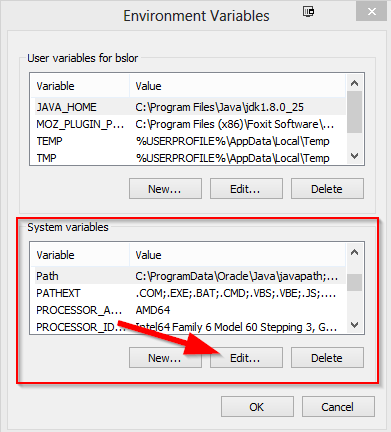 Environment Variables
User variables for bslor
Variable Value
JAVA_HOME C:\Program Files\Java\jdk1.8.0_25
MOZ_PLUGIN_P... C:\Program Files (x86)\Foxit Software\...
TEMP %USERPROFILE%\AppData\Local\Temp
TMP %USERPROFILE%\AppData\Local\Temp
New... Edit... Delete
System variables
Variable Value
Path C:\ProgramData\Oracle\Java\javapath;...
PATHEXT .COM;.EXE;.BAT;.CMD;.VBS;.VBE;.JS;....
PROCESSOR_A... AMD64
PROCESSOR_ID... Intel64 Family 6 Model 60 Stepping 3, G...
New... Edit... Delete
OK Cancel